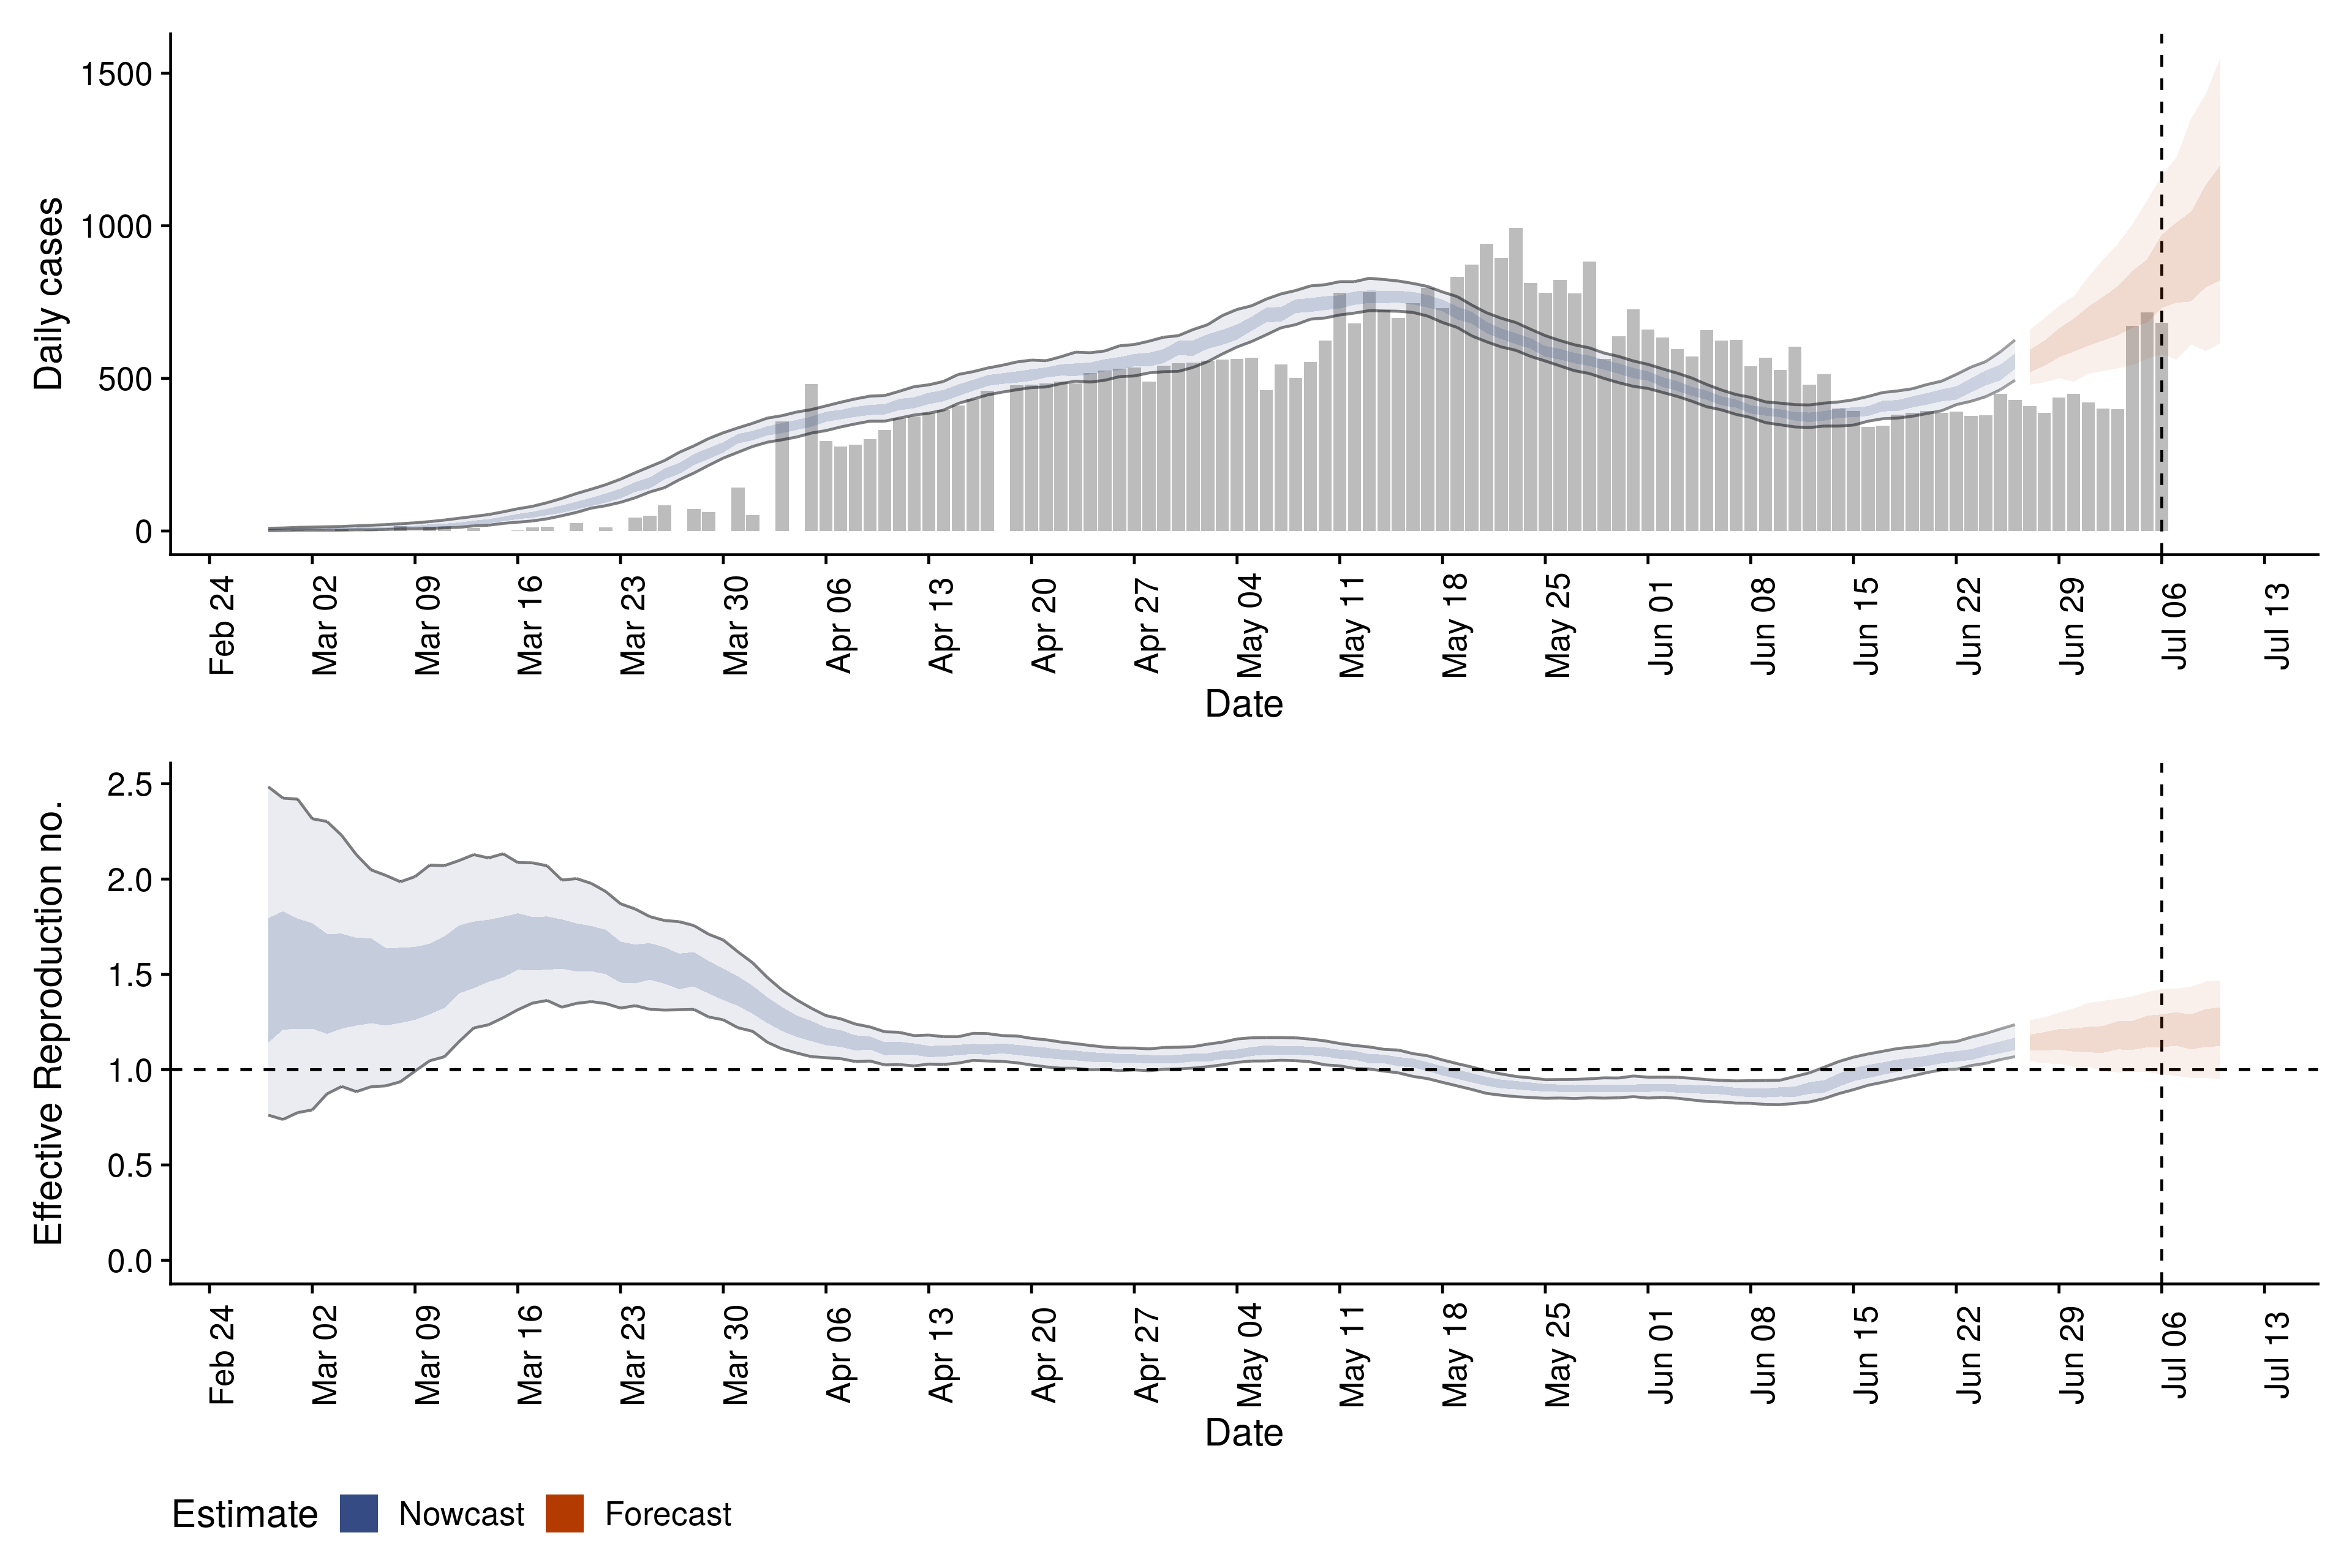 Daily cases
1500
1000
500
0
Feb 24
Mar 02
Mar 09
Mar 16
Mar 23
Mar 30
Apr 06
Apr 13
Apr 20
Apr 27
May 04
May 11
May 18
May 25
Jun 01
Jun 08
Jun 15
Jun 22
Jun 29
Jul 06
Jul 13
Date
Effective Reproduction no.
2.5
2.0
1.5
1.0
0.5
0.0
Feb 24
Mar 02
Mar 09
Mar 16
Mar 23
Mar 30
Apr 06
Apr 13
Apr 20
Apr 27
May 04
May 11
May 18
May 25
Jun 01
Jun 08
Jun 15
Jun 22
Jun 29
Jul 06
Jul 13
Date
Estimate Nowcast Forecast